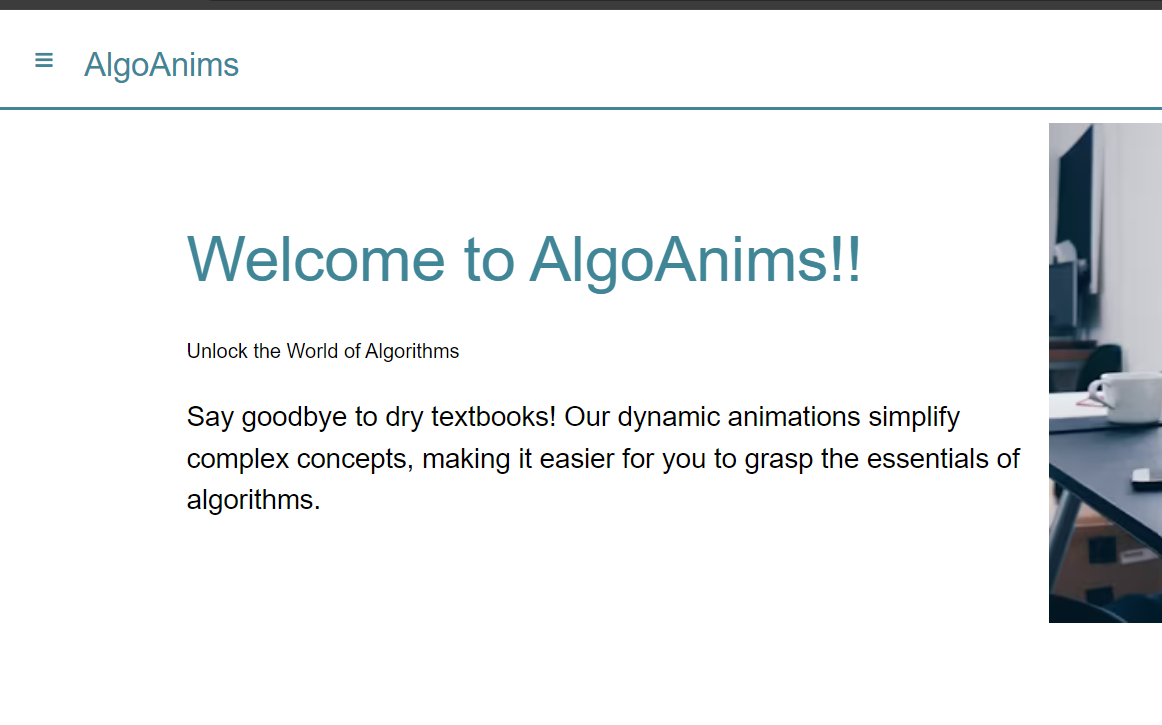 AlgoAnims
Welcome to AlgoAnims!!
Unlock the World of Algorithms
Say goodbye to dry textbooks! Our dynamic animations simplify
complex concepts, making it easier for you to grasp the essentials of
algorithms.